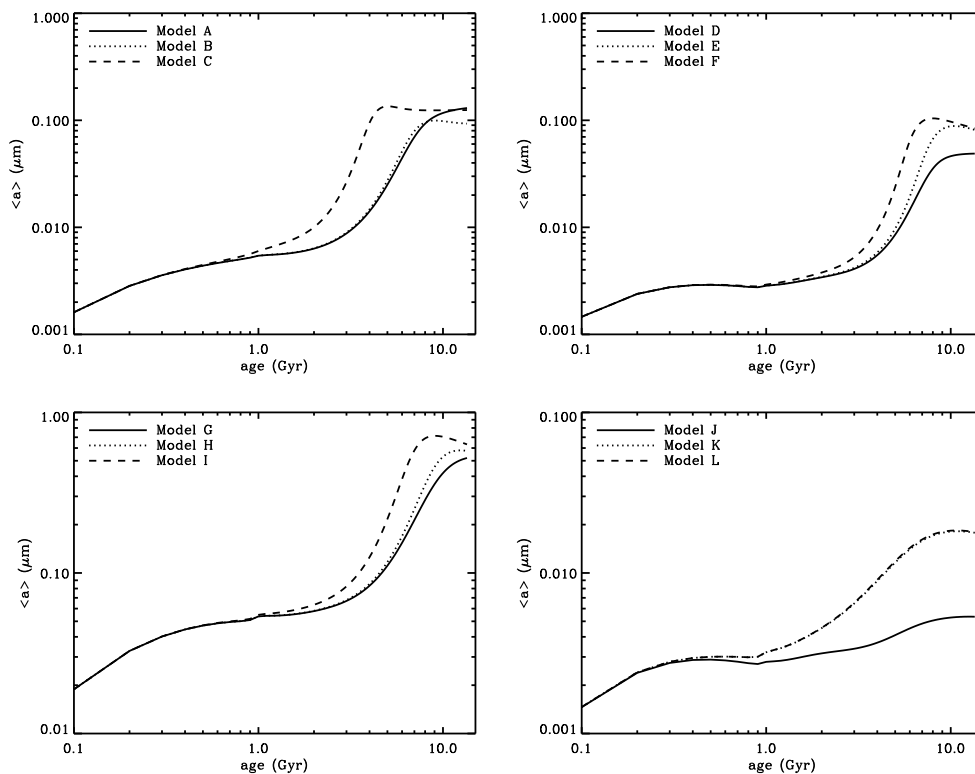 1.000
0.100
0.010
0.001
<a> (μm)
Model A
Model B
Model C
0.1
1.0
10.0
age (Gyr)
1.000
0.100
0.010
0.001
<a> (μm)
Model D
Model E
Model F
0.1
1.0
10.0
age (Gyr)
1.00
0.10
0.01
<a> (μm)
Model G
Model H
Model I
0.1
1.0
10.0
age (Gyr)
0.100
0.010
0.001
<a> (μm)
Model J
Model K
Model L
0.1
1.0
10.0
age (Gyr)